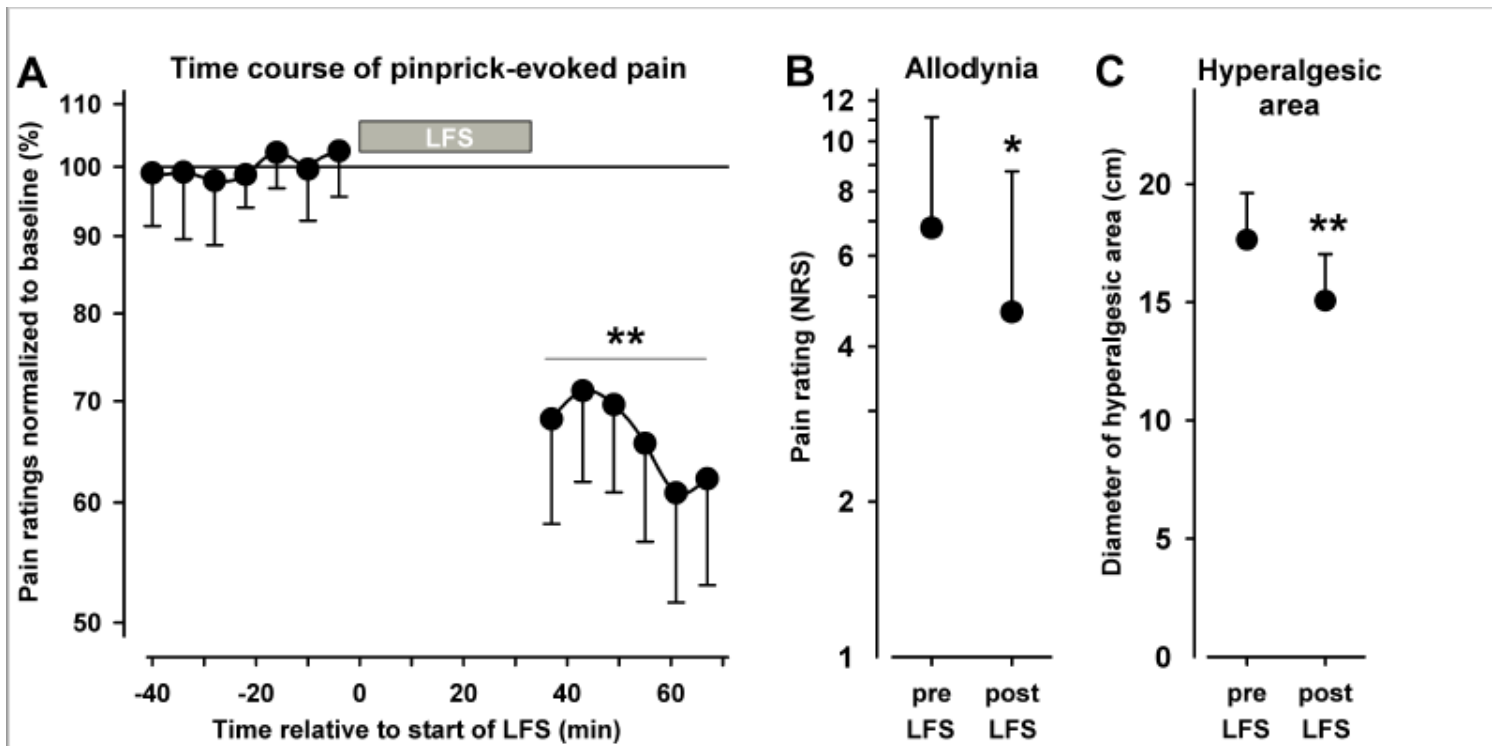 A
Time course of pinprick-evoked pain
Pain ratings normalized to baseline (%)
110
100
90
80
70
60
50
LFS
**
-40
-20
0
20
40
60
Time relative to start of LFS (min)
B
Allodynia
Pain rating (NRS)
12
10
8
6
4
2
1
*
pre
LFS
post
LFS
C
Hyperalgesic
area
Diameter of hyperalgesic area (cm)
20
15
10
5
0
**
pre
LFS
post
LFS